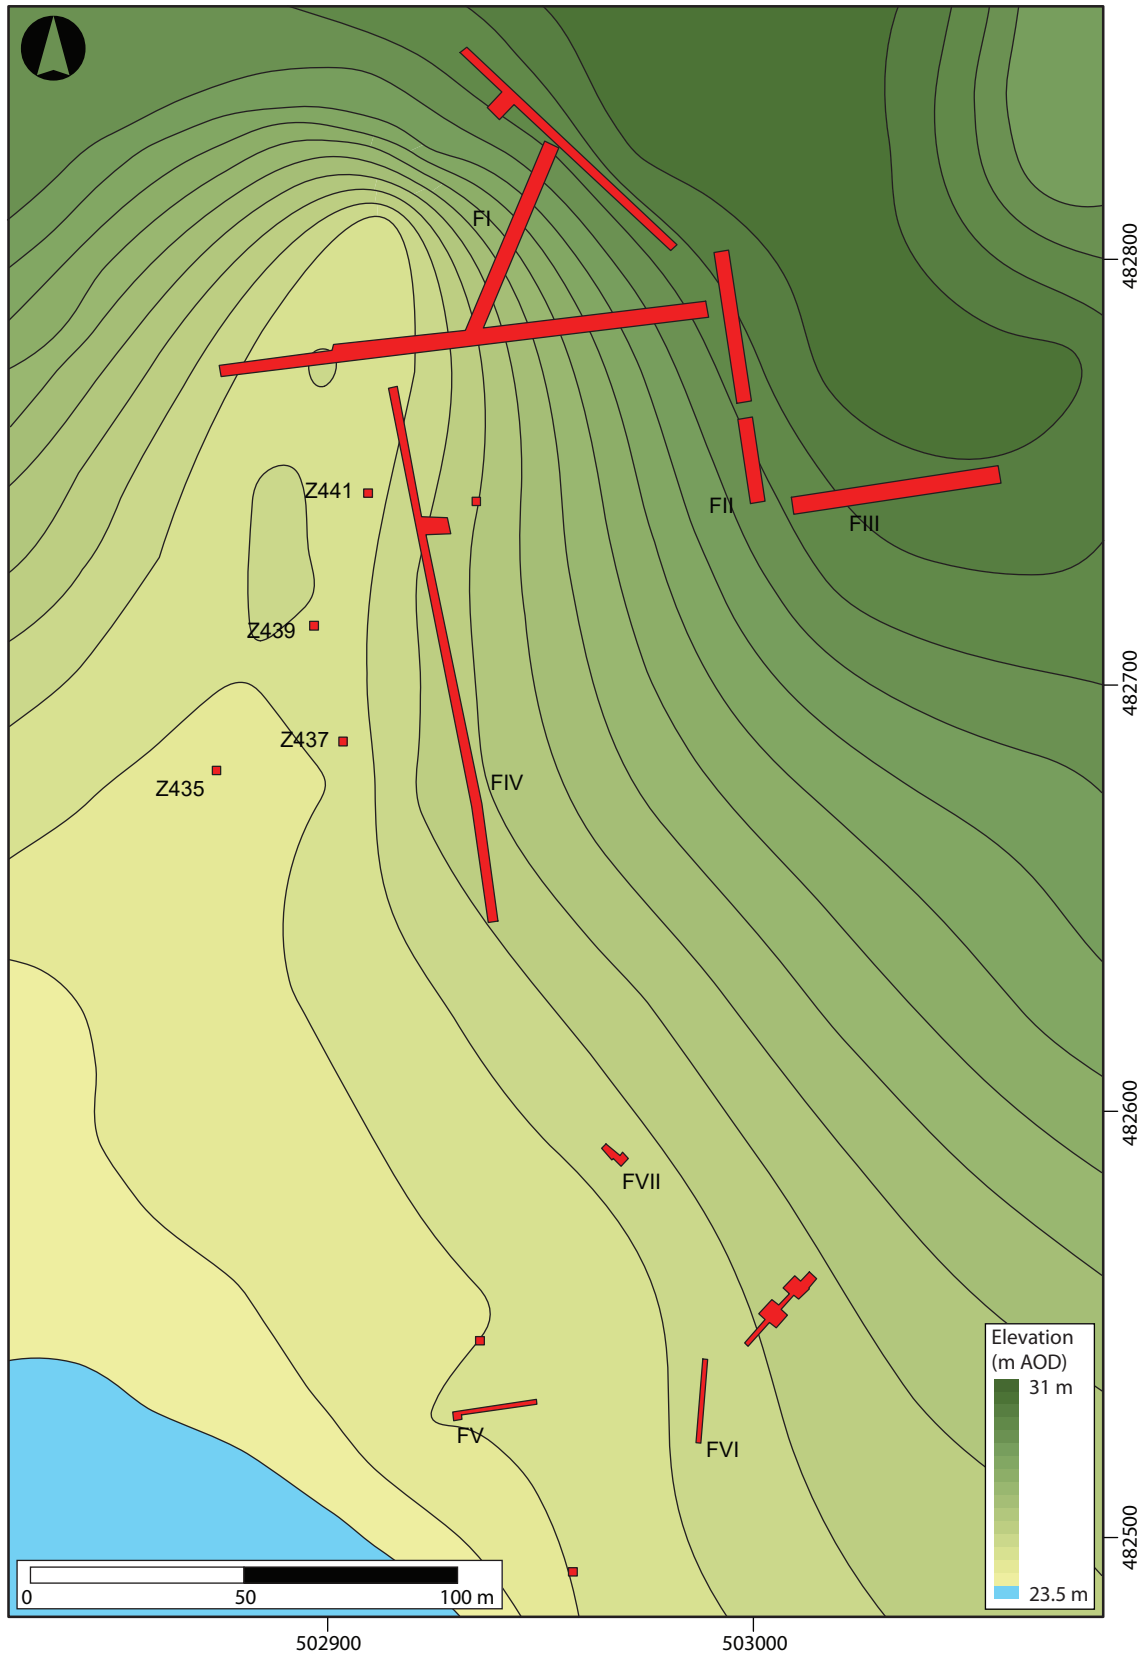 FI
482800
Z441
FII
FIII
Z439
482700
Z437
Z435
FIV
482600
FVII
Elevation
(m AOD)
31 m
FV
FVI
482500
23.5 m
0
50
100 m
502900
503000